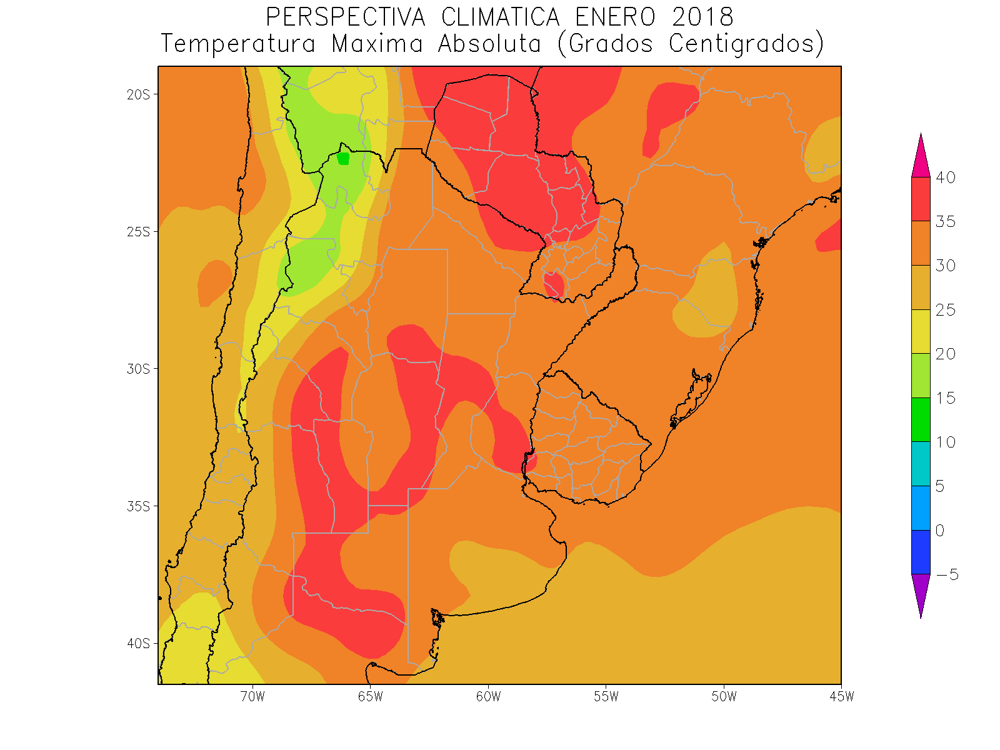 PERSPECTIVA CLIMATICA ENERO 2018
Temperatura Maxima Absoluta (Grados Centigrados)
20S
25S
30S
35S
40S
70W
65W
60W
55W
50W
45W
40
35
30
25
20
15
10
5
0
−5